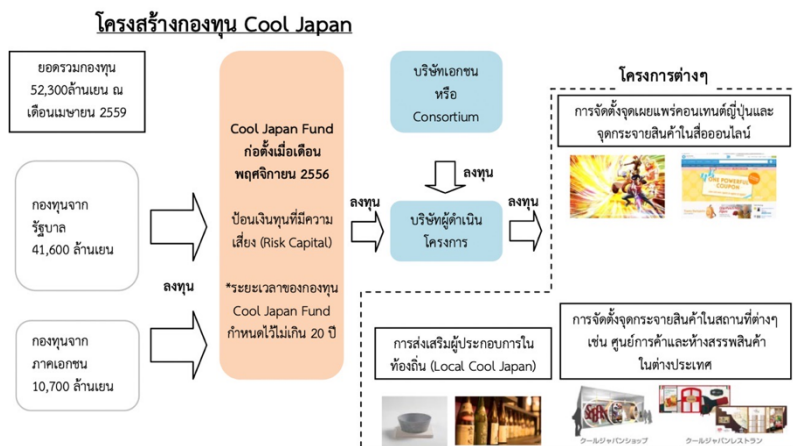 โครงสร้างกองทุน Cool Japan
ยอดรวมกองทุน
52,300ล้านเยน ณ
เดือนเมษายน 2559
กองทุนจาก
รัฐบาล
41,600 ล้านเยน
กองทุนจาก
ภาคเอกชน
10,700 ล้านเยน
ลงทุน
Cool Japan Fund
ก่อตั้งเมื่อเดือน
พฤศจิกายน 2556
ป้อนเงินทุนที่มีความ
เสี่ยง (Risk Capital)
*ระยะเวลาของกองทุน
Cool Japan Fund
กำหนดไว้ไม่เกิน 20 ปี
ลงทุน
บริษัทเอกชน
หรือ
Consortium
ลงทุน
บริษัทผู้ดำเนิน
โครงการ
ลงทุน
โครงการต่างๆ
การจัดตั้งจุดเผยแพร่คอนเทนต์ญี่ปุ่นและ
จุดกระจายสินค้าในสื่อออนไลน์
ONE POWERFUL
COUPON
การส่งเสริมผู้ประกอบการใน
ท้องถิ่น (Local Cool Japan)
การจัดตั้งจุดกระจายสินค้าในสถานที่ต่างๆ
เช่น ศูนย์การค้าและห้างสรรพสินค้า
ในต่างประเทศ
クールジャパンショップ
クールジャパンレストラン